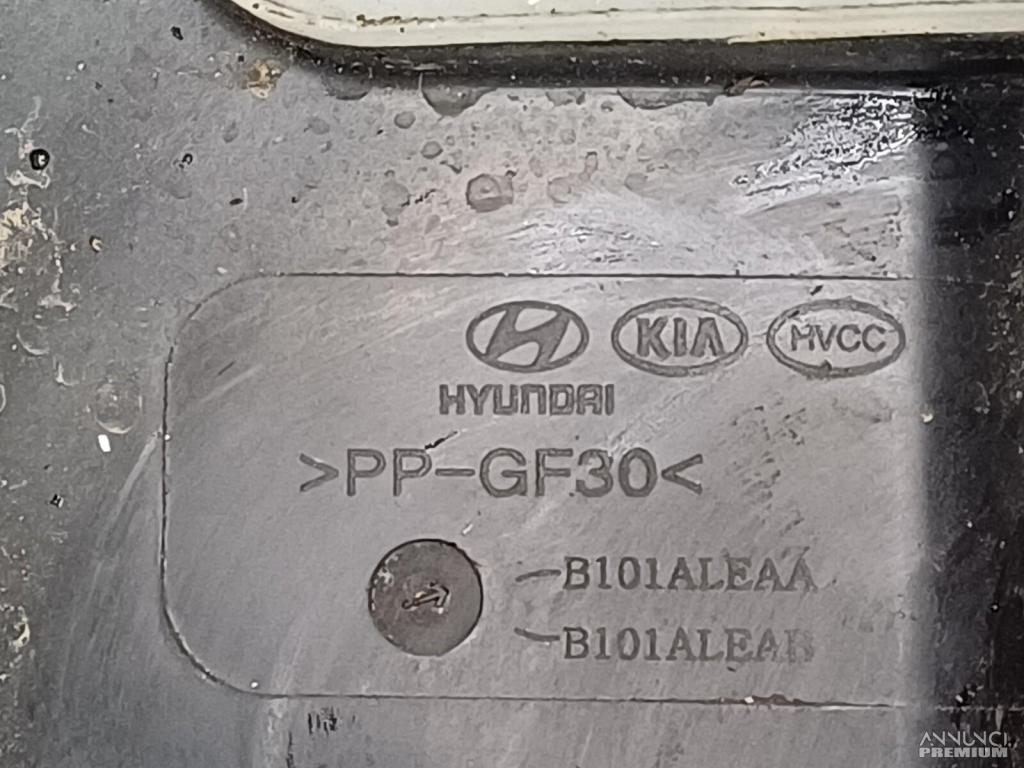 KIA HVCC
HYUNDAI
>PP-GF30<
B101ALEAA
B101ALEAB
ANNUNCI
PREMIUM